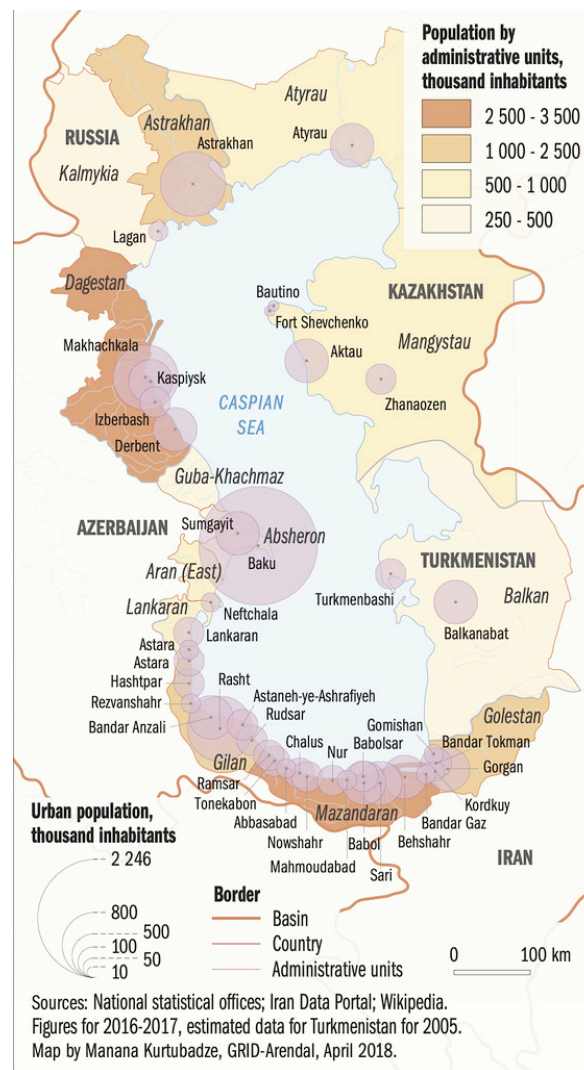 Population by
administrative units,
thousand inhabitants
2 500 - 3 500
1 000 - 2 500
500 - 1 000
250 - 500
Atyrau
Astrakhan
Astrakhan
Atyrau
RUSSIA
Kalmykia
Lagan
Dagestan
Bautino
KAZAKHSTAN
Fort Shevchenko
Mangystau
Makhachkala
Aktau
Kaspiysk
Zhanaozen
CASPIAN
SEA
Izberbash
Derbent
Guba-Khachmaz
AZERBAIJAN
Sumgayit
Absheron
Baku
Aran (East)
TURKMENISTAN
Turkmenbashi
Balkan
Lankaran
Neftchala
Balkanabat
Lankaran
Astara
Astara
Hashtpar
Rasht
Rezvanshahr
Astaneh-ye-Ashrafiyeh
Bandar Anzali
Rudsar
Golestan
Gomishan
Chalus
Nur
Babolsar
Bandar Tokman
Gilan
Gorgan
Ramsar
Tonekabon
Mazandaran
Kordkuy
Abbasabad
Bandar Gaz
Nowshahr
Babol
Behshahr
Mahmoudabad
Sari
IRAN
Urban population,
thousand inhabitants
2 246
800
500
100
50
10
Border
Basin
Country
Administrative units
0 100 km
Sources: National statistical offices; Iran Data Portal; Wikipedia.
Figures for 2016-2017, estimated data for Turkmenistan for 2005.
Map by Manana Kurtubadze, GRID-Arendal, April 2018.